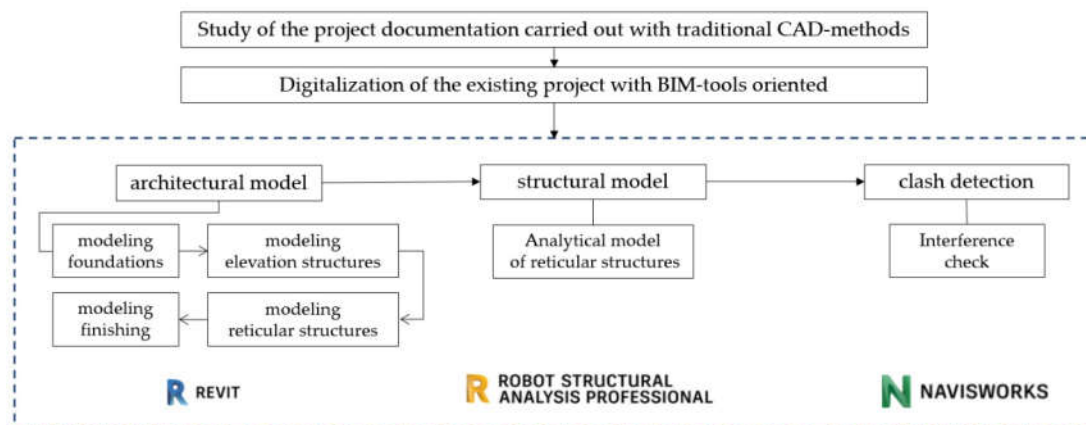 Study of the project documentation carried out with traditional CAD-methods
Digitalization of the existing project with BIM-tools oriented
architectural model
structural model
clash detection
modeling
foundations
modeling
elevation structures
Analytical model
of reticular structures
Interference
check
modeling
finishing
modeling
reticular structures
R REVIT
R ROBOT STRUCTURAL
ANALYSIS PROFESSIONAL
N NAVISWORKS